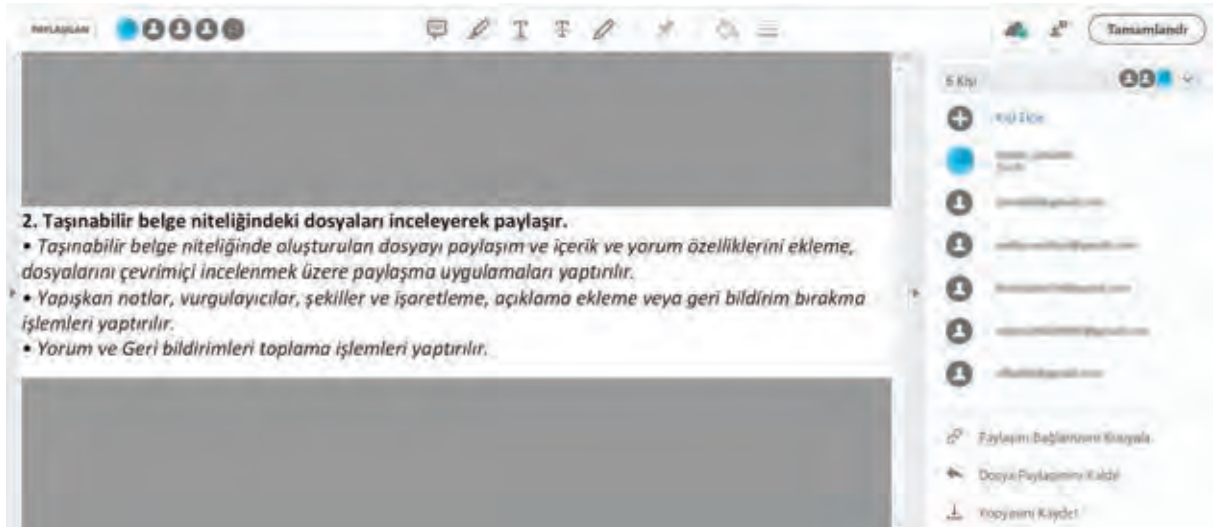 PAYLAŞILAN
Tamamlandı
6 Kişi
Kişi Ekle
2. Taşınabilir belge niteliğindeki dosyaları inceleyerek paylaşır.
• Taşınabilir belge niteliğinde oluşturulan dosyayı paylaşım ve içerik ve yorum özelliklerini ekleme,
dosyalarını çevrimiçi incelenmek üzere paylaşma uygulamaları yaptırılır.
• Yapışkan notlar, vurgulayıcılar, şekiller ve işaretleme, açıklama ekleme veya geri bildirim bırakma
işlemleri yaptırılır.
• Yorum ve Geri bildirimleri toplama işlemleri yaptırılır.
Paylaşım Bağlantısını Kopyala
Dosya Paylaşımını Kaldır
Kopyasını Kaydet